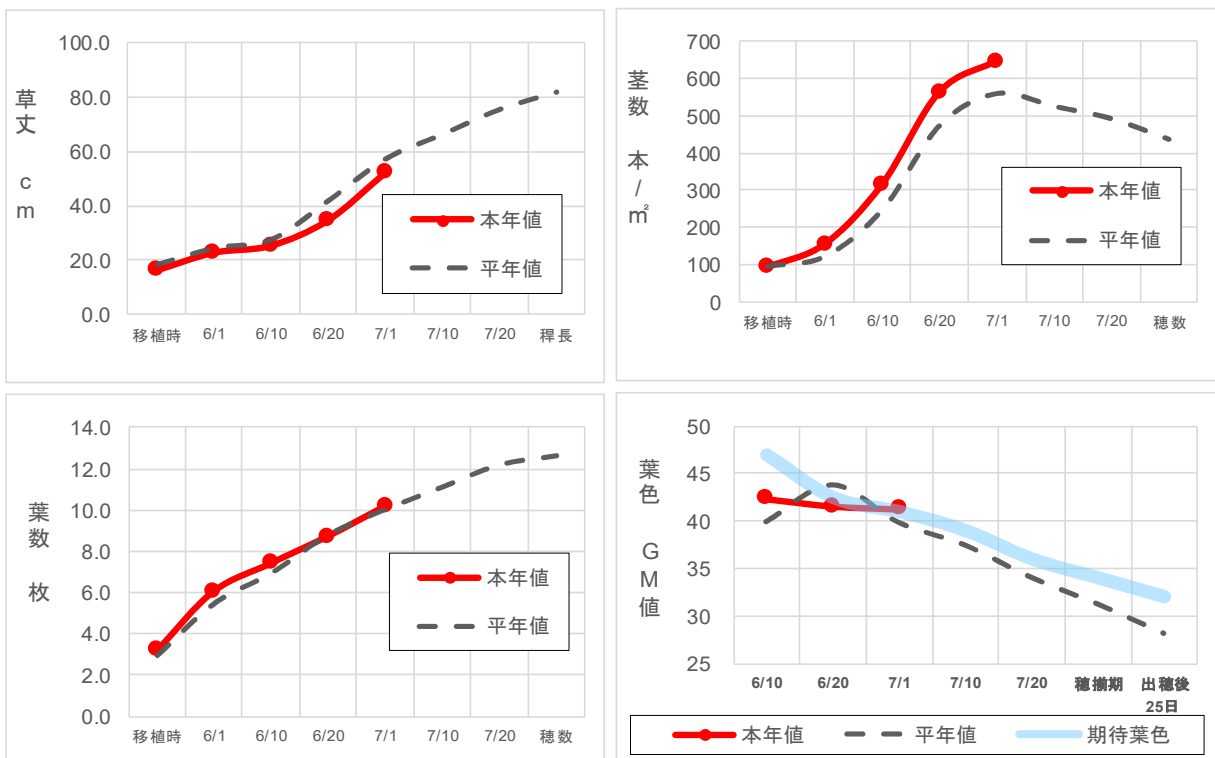 草丈 cm
100.0
80.0
60.0
40.0
20.0
0.0
本年値
平年値
移植時 6/1 6/10 6/20 7/1 7/10 7/20 稈長
茎数 本/㎡
700
600
500
400
300
200
100
0
本年値
平年値
移植時 6/1 6/10 6/20 7/1 7/10 7/20 穂数
葉数 枚
14.0
12.0
10.0
8.0
6.0
4.0
2.0
0.0
本年値
平年値
移植時 6/1 6/10 6/20 7/1 7/10 7/20 穂数
葉色 GM値
50
45
40
35
30
25
6/10 6/20 7/1 7/10 7/20 穂揃期 出穂後
25日
本年値 平年値 期待葉色